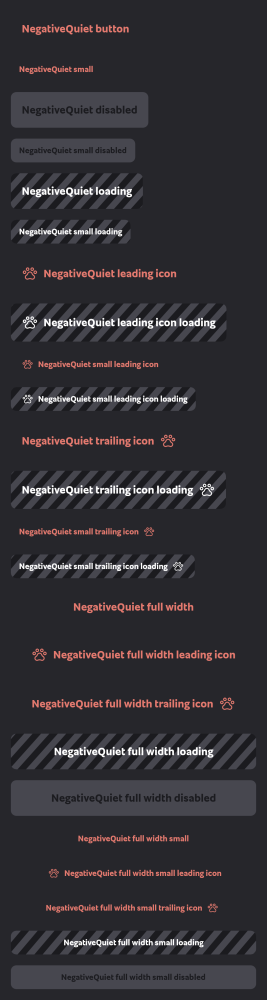 NegativeQuiet button
NegativeQuiet small
NegativeQuiet disabled
NegativeQuiet small disabled
NegativeQuiet loading
NegativeQuiet small loading
NegativeQuiet leading icon
NegativeQuiet leading icon loading
NegativeQuiet small leading icon
NegativeQuiet small leading icon loading
NegativeQuiet trailing icon
NegativeQuiet trailing icon loading
NegativeQuiet small trailing icon
NegativeQuiet small trailing icon loading
NegativeQuiet full width
NegativeQuiet full width leading icon
NegativeQuiet full width trailing icon
NegativeQuiet full width loading
NegativeQuiet full width disabled
NegativeQuiet full width small
NegativeQuiet full width small leading icon
NegativeQuiet full width small trailing icon
NegativeQuiet full width small loading
NegativeQuiet full width small disabled